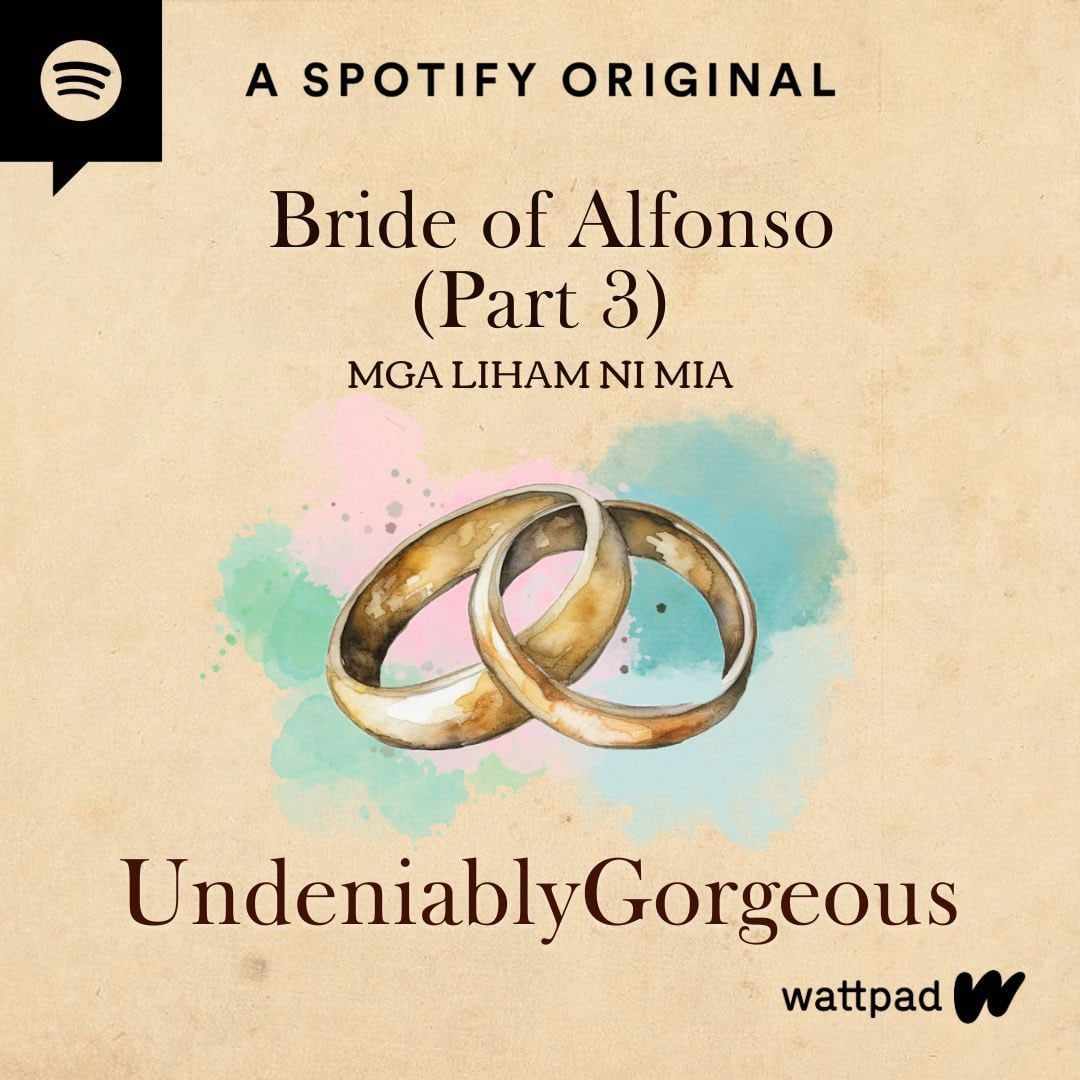 A SPOTIFY ORIGINAL
Bride of Alfonso
(Part 3)
MGA LIHAM NI MIA
UndeniablyGorgeous
wattpad